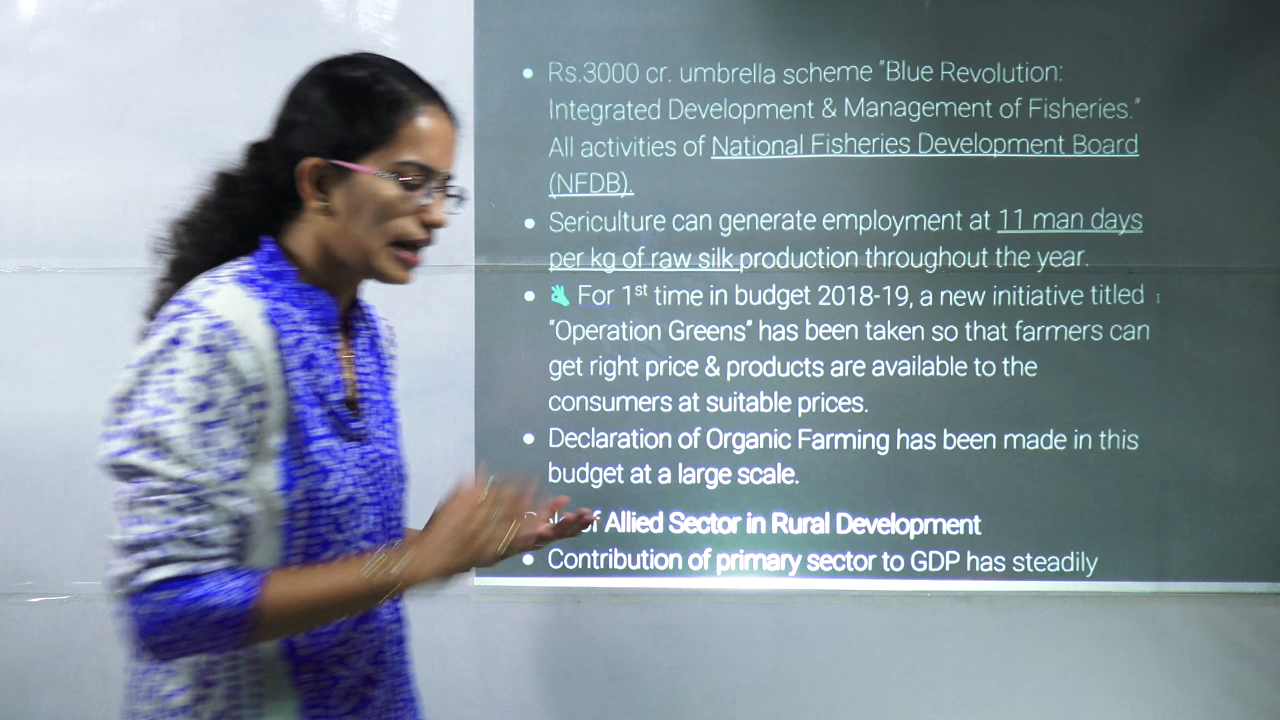 Rs.3000 cr. umbrella scheme "Blue Revolution:
Integrated Development & Management of Fisheries."
All activities of National Fisheries Development Board
(NFDB).
Sericulture can generate employment at 11 man days
per kg of raw silk production throughout the year.
For 1st time in budget 2018-19, a new initiative titled
"Operation Greens" has been taken so that farmers can
get right price & products are available to the
consumers at suitable prices.
Declaration of Organic Farming has been made in this
budget at a large scale.
of Allied Sector in Rural Development
Contribution of primary sector to GDP has steadily